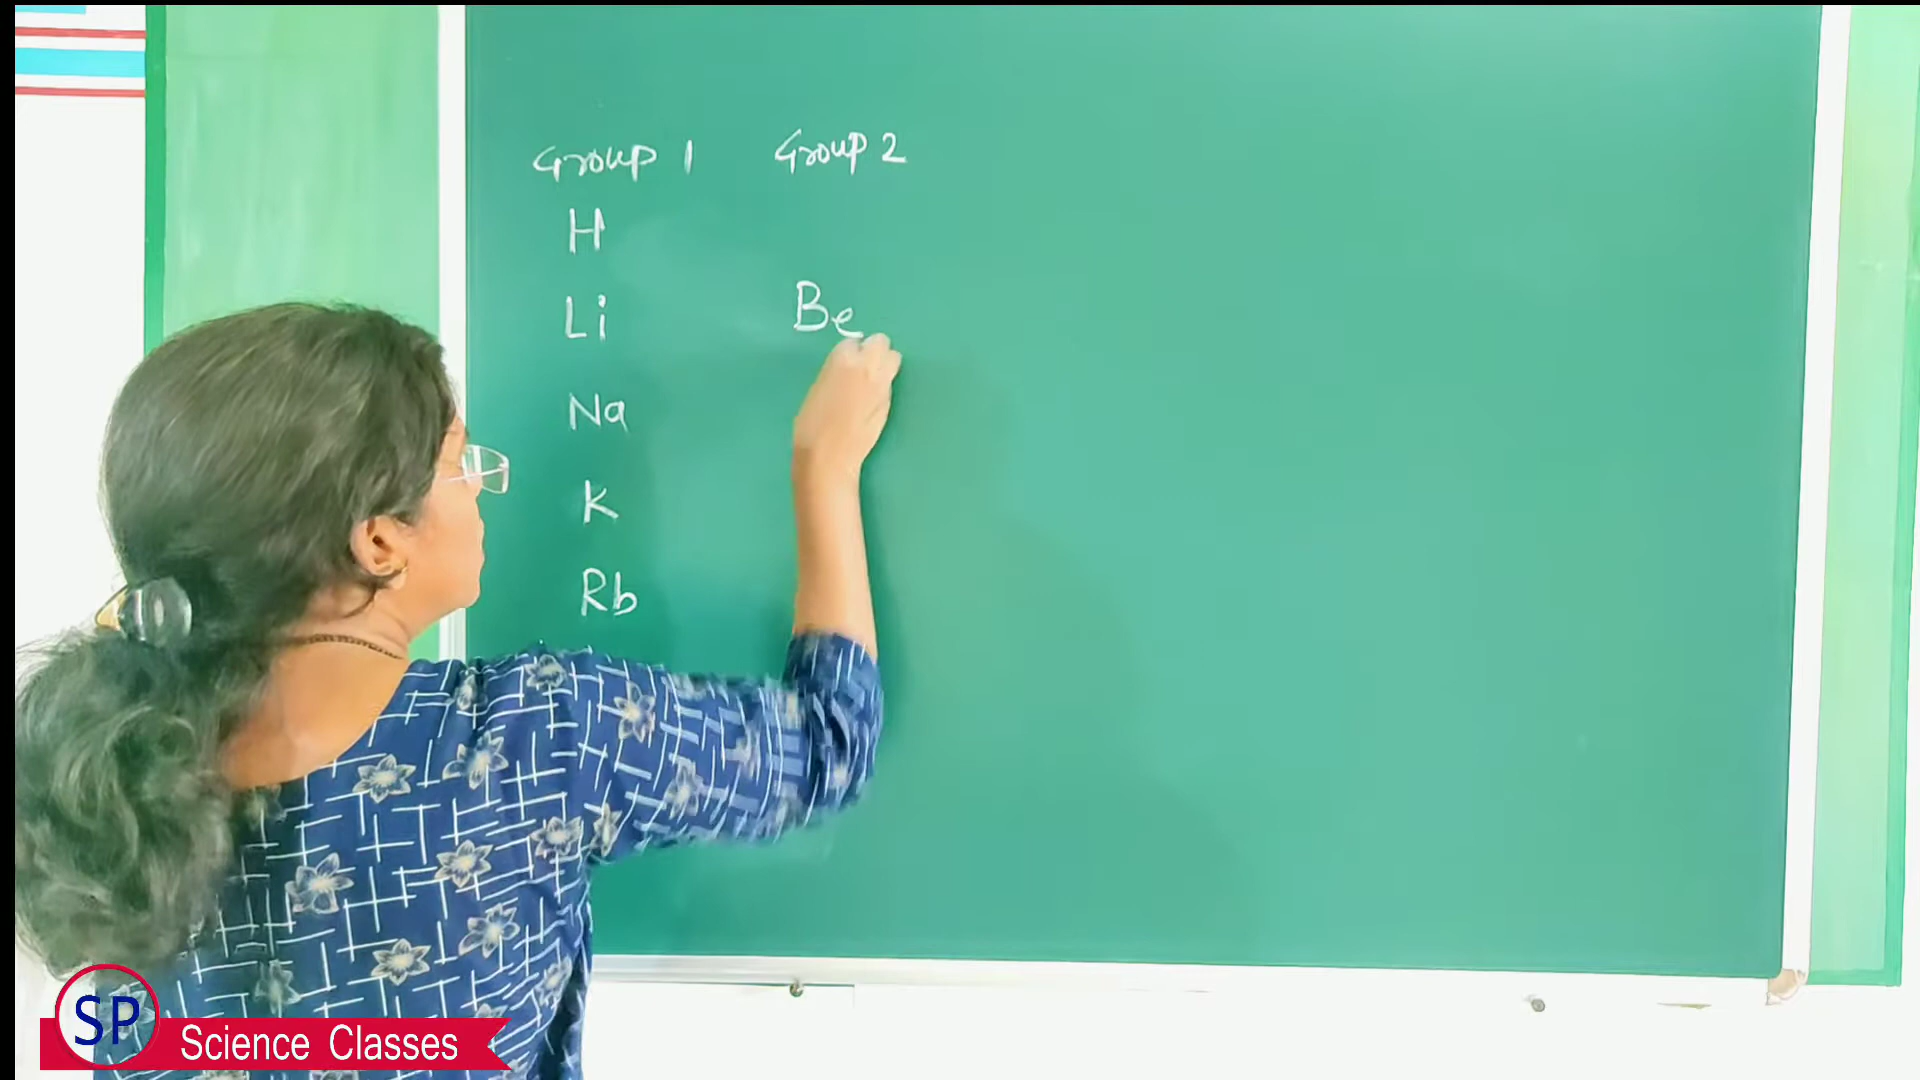 Group 1 Group 2
H
Li Be
Na
K
Rb
SP Science Classes